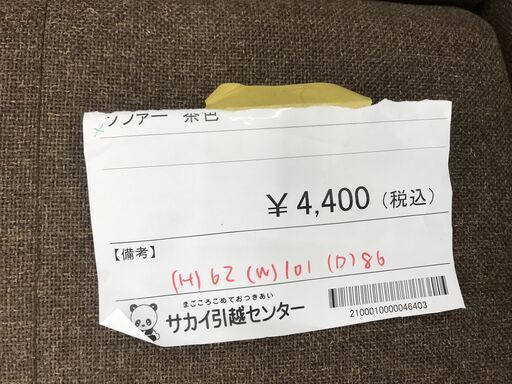 ソファー 茶色
¥4,400（税込）
【備考】
(H)62 (W)101 (D)86
まごころこめておつきあい
サカイ引越センター
2100010000046403